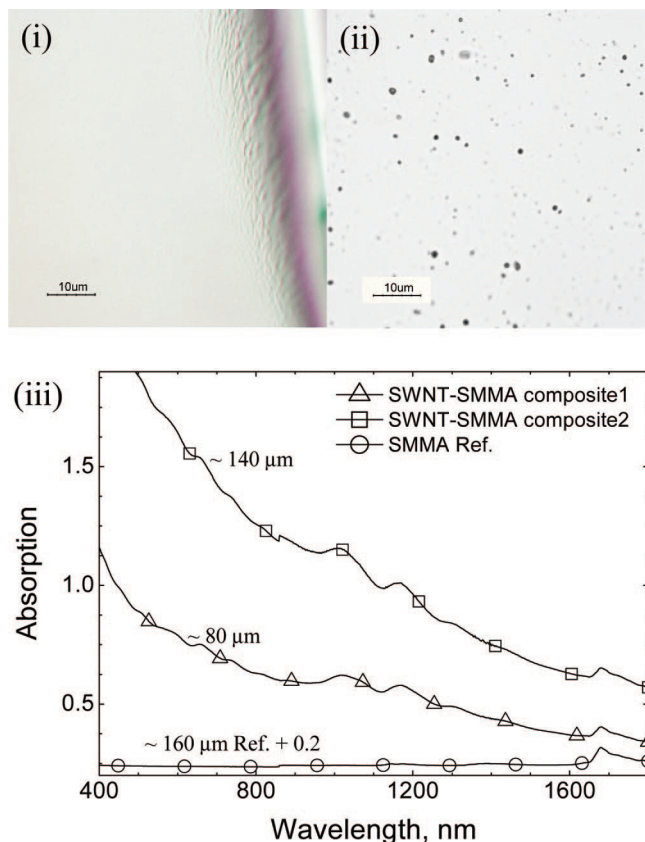 (i)
(ii)
10um
10um
(iii)
SWNT-SMMA composite1
SWNT-SMMA composite2
SMMA Ref.
~ 140 µm
~ 80 µm
~ 160 µm Ref. + 0.2
1.5
1.0
0.5
Absorption
400 800 1200 1600
Wavelength, nm